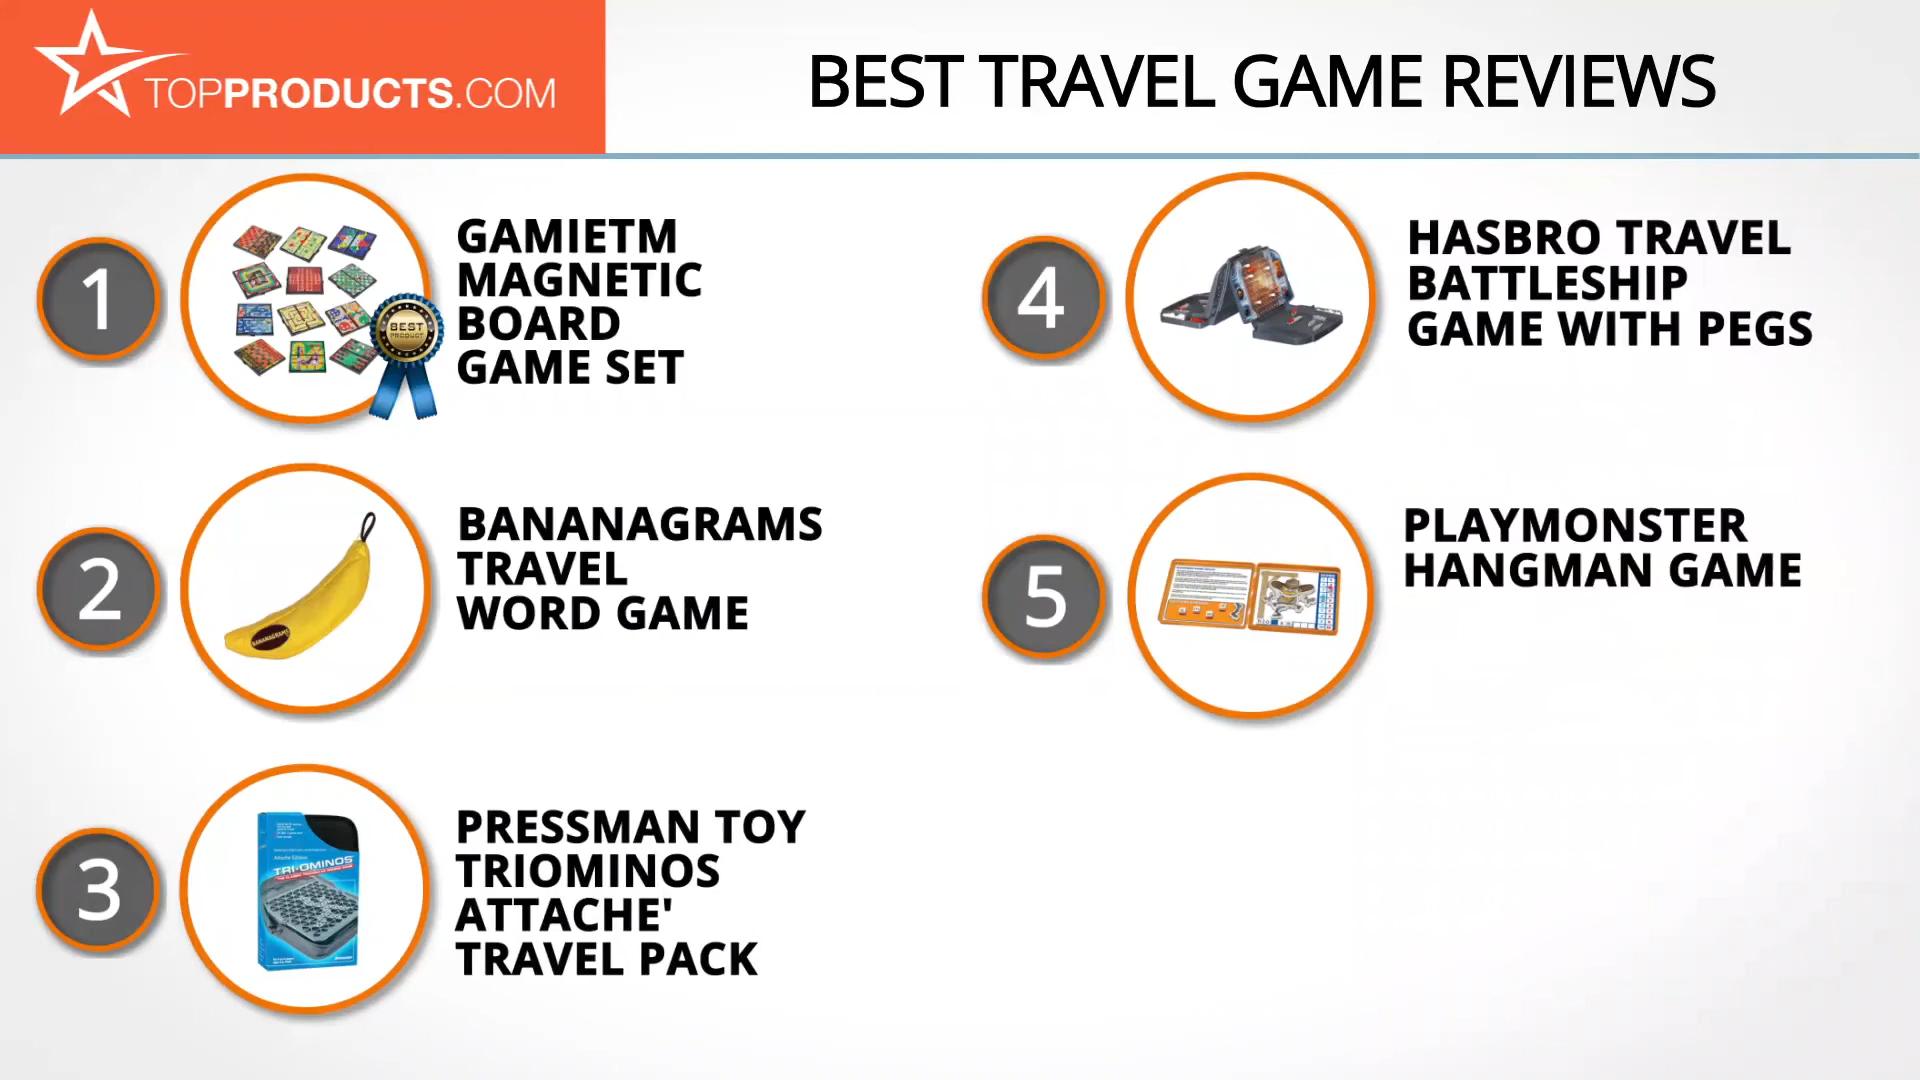 TOPPRODUCTS.COM
BEST TRAVEL GAME REVIEWS
1
BEST
PRODUCT
GAMIETM
MAGNETIC
BOARD
GAME SET
2
BANANAGRAMS
BANANAGRAMS
TRAVEL
WORD GAME
3
TRI-OMINOS
PRESSMAN TOY
TRIOMINOS
ATTACHE'
TRAVEL PACK
4
HASBRO TRAVEL
BATTLESHIP
GAME WITH PEGS
5
PLAYMONSTER
HANGMAN GAME